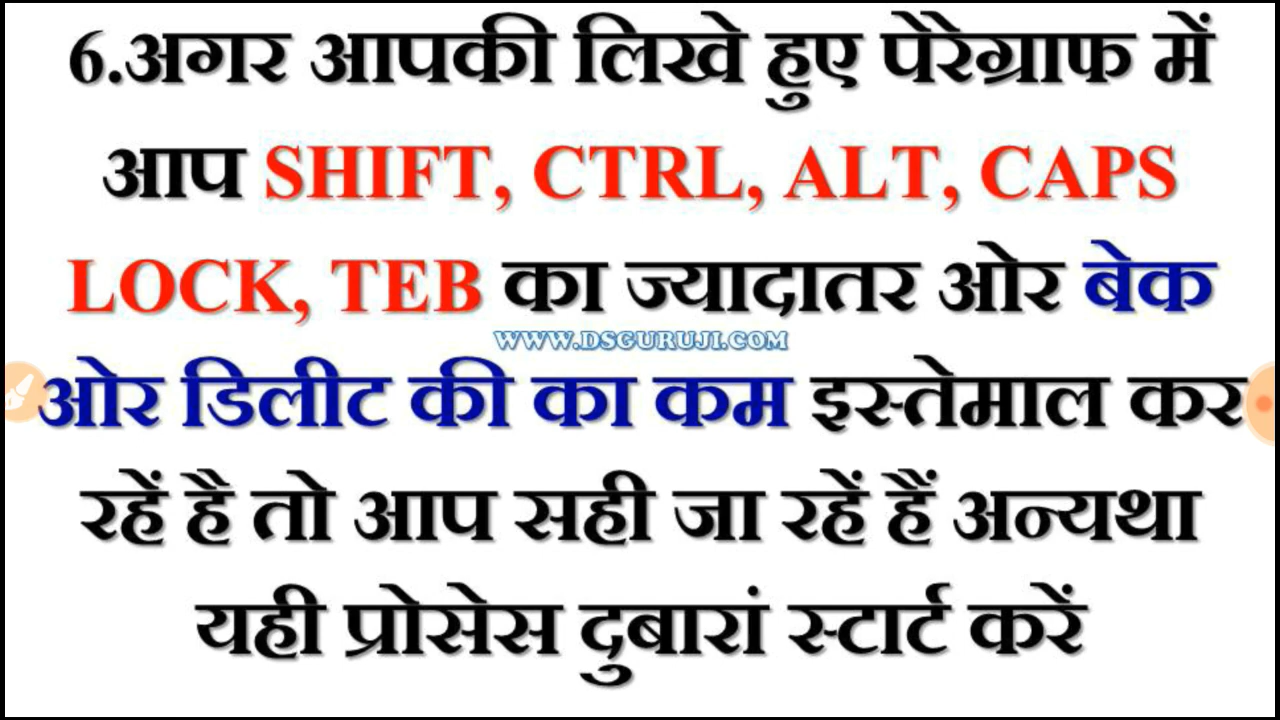 6.अगर आपकी लिखे हुए पेरेग्राफ में
आप SHIFT, CTRL, ALT, CAPS
LOCK, TEB का ज्यादातर ओर बेक
WWW.DSGURUJI.COM
ओर डिलीट की का कम इस्तेमाल कर
रहें है तो आप सही जा रहें हैं अन्यथा
यही प्रोसेस दुबारां स्टार्ट करें